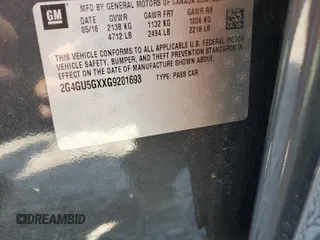 GM
MFD BY GENERAL MOTORS OF CANADA COMPANY
DATE GVWR GAWR FRT GAWR RR
05/16 2138 KG 1132 KG 1006 KG
4712 LB 2494 LB 2218 LB
THIS VEHICLE CONFORMS TO ALL APPLICABLE U.S. FEDERAL MOTOR
VEHICLE SAFETY, BUMPER, AND THEFT PREVENTION STANDARDS
IN EFFECT ON THE DATE OF MANUFACTURE SHOWN ABOVE.
2G4GU5GXXG9201693 TYPE: PASS CAR
DREAMBID